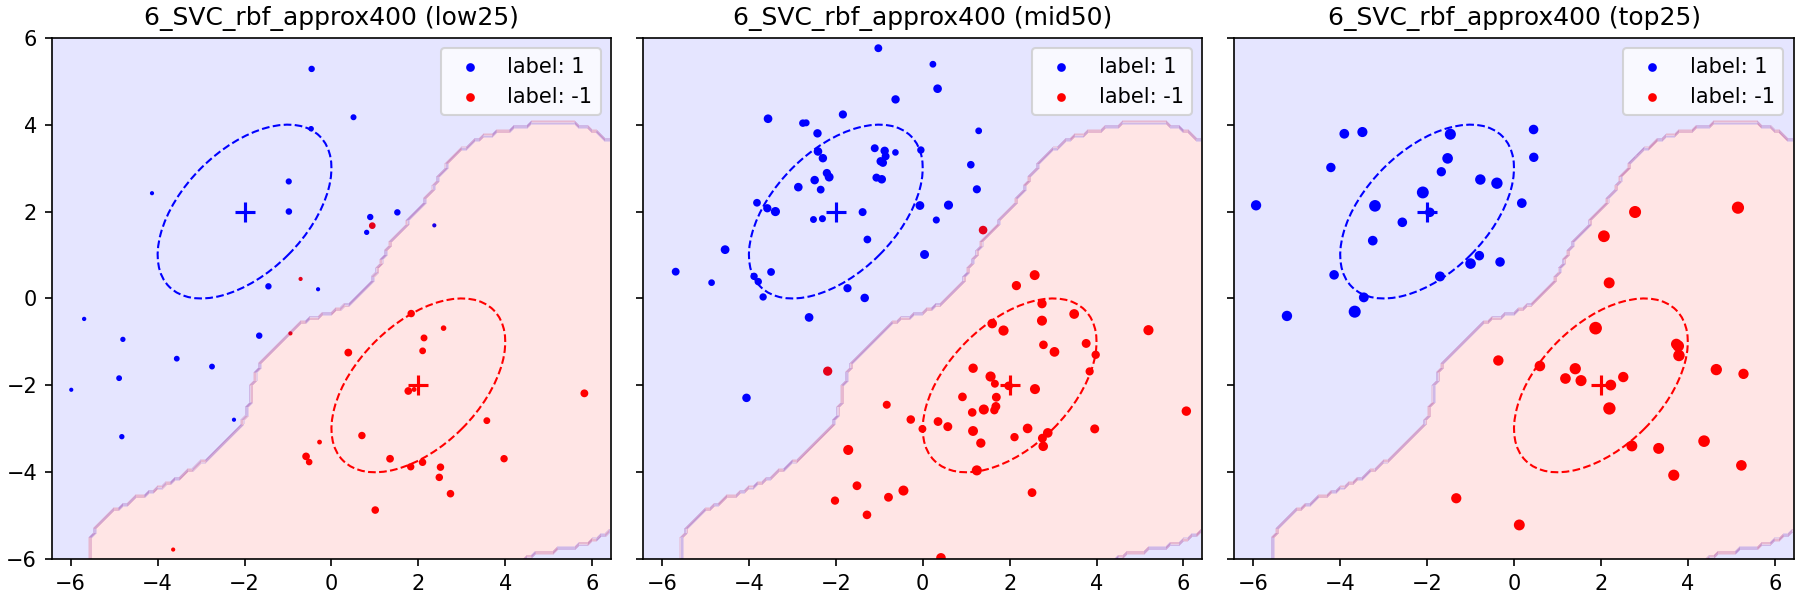 6_SVC_rbf_approx400 (low25)
label: 1
label: -1
6
4
2
0
−2
−4
−6
−6 −4 −2 0 2 4 6
6_SVC_rbf_approx400 (mid50)
label: 1
label: -1
−6 −4 −2 0 2 4 6
6_SVC_rbf_approx400 (top25)
label: 1
label: -1
−6 −4 −2 0 2 4 6